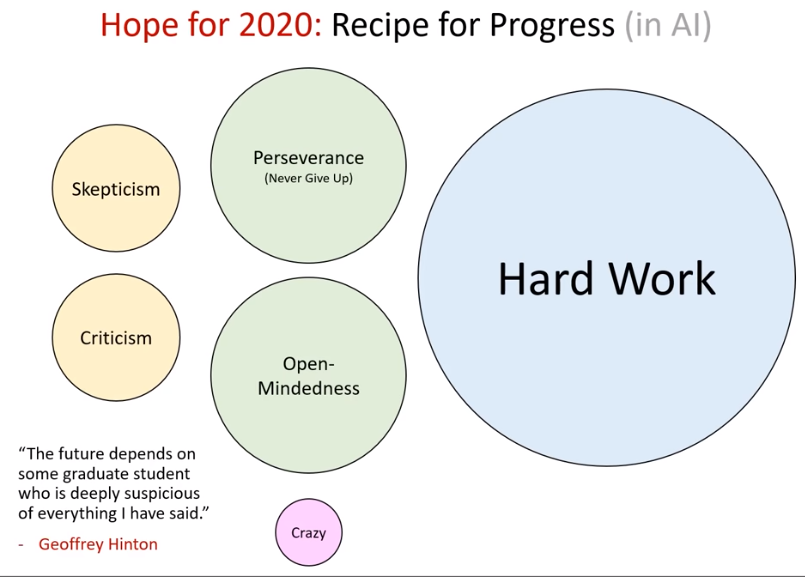 Hope for 2020: Recipe for Progress (in AI)
Skepticism
Criticism
Perseverance
(Never Give Up)
Open-
Mindedness
Crazy
Hard Work
“The future depends on
some graduate student
who is deeply suspicious
of everything I have said.”
- Geoffrey Hinton